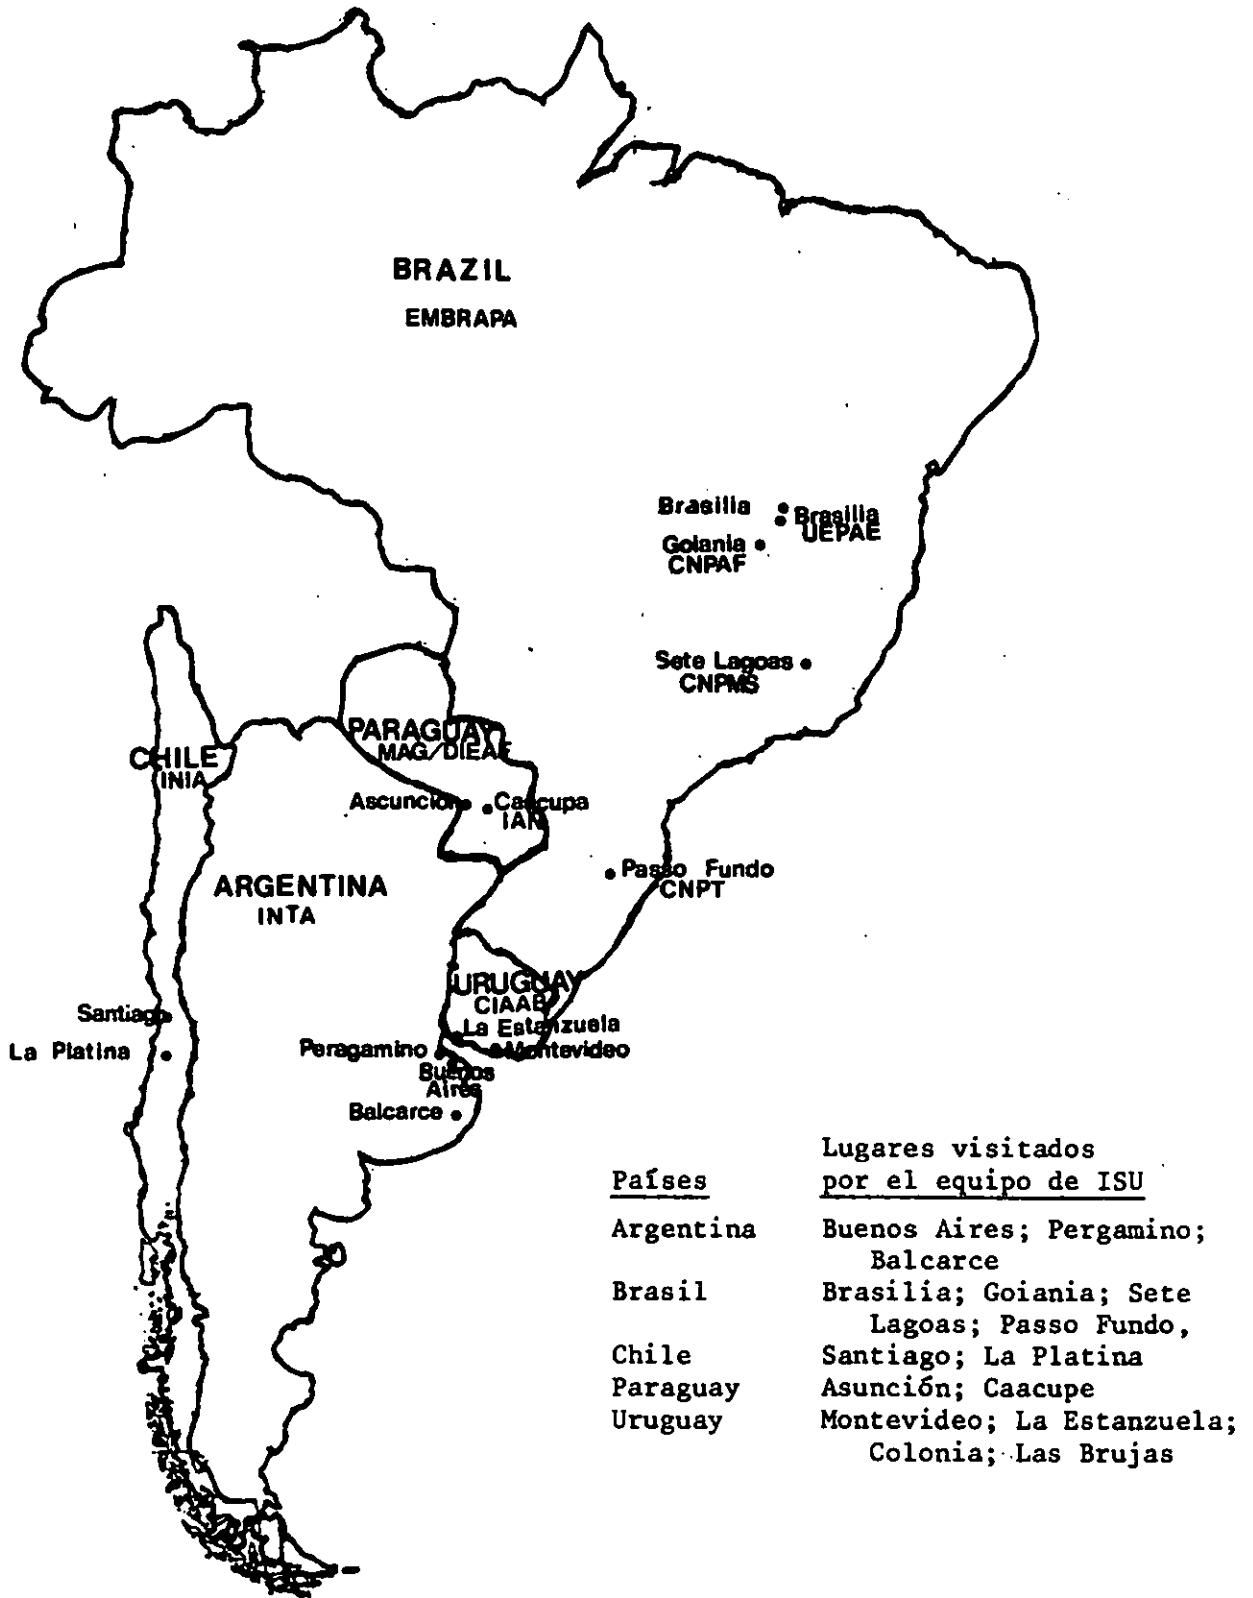 BRAZIL
EMBRAPA
Brasilia
Brasilia
UEPAE
Goiania
CNPAF
Sete Lagoas
CNPMS
PARAGUAY
MAG/DIEAF
CHILE
INIA
Ascunción
Caacupa
IAN
Passo Fundo
CNPT
ARGENTINA
INTA
URUGUAY
CIAAB
Santiago
La Estanzuela
La Platina
Peragamino
Montevideo
Buenos
Aires
Balcarce
Lugares visitados
Países por el equipo de ISU
Argentina Buenos Aires; Pergamino;
Balcarce
Brasil Brasilia; Goiania; Sete
Lagoas; Passo Fundo,
Chile Santiago; La Platina
Paraguay Asunción; Caacupe
Uruguay Montevideo; La Estanzuela;
Colonia; Las Brujas